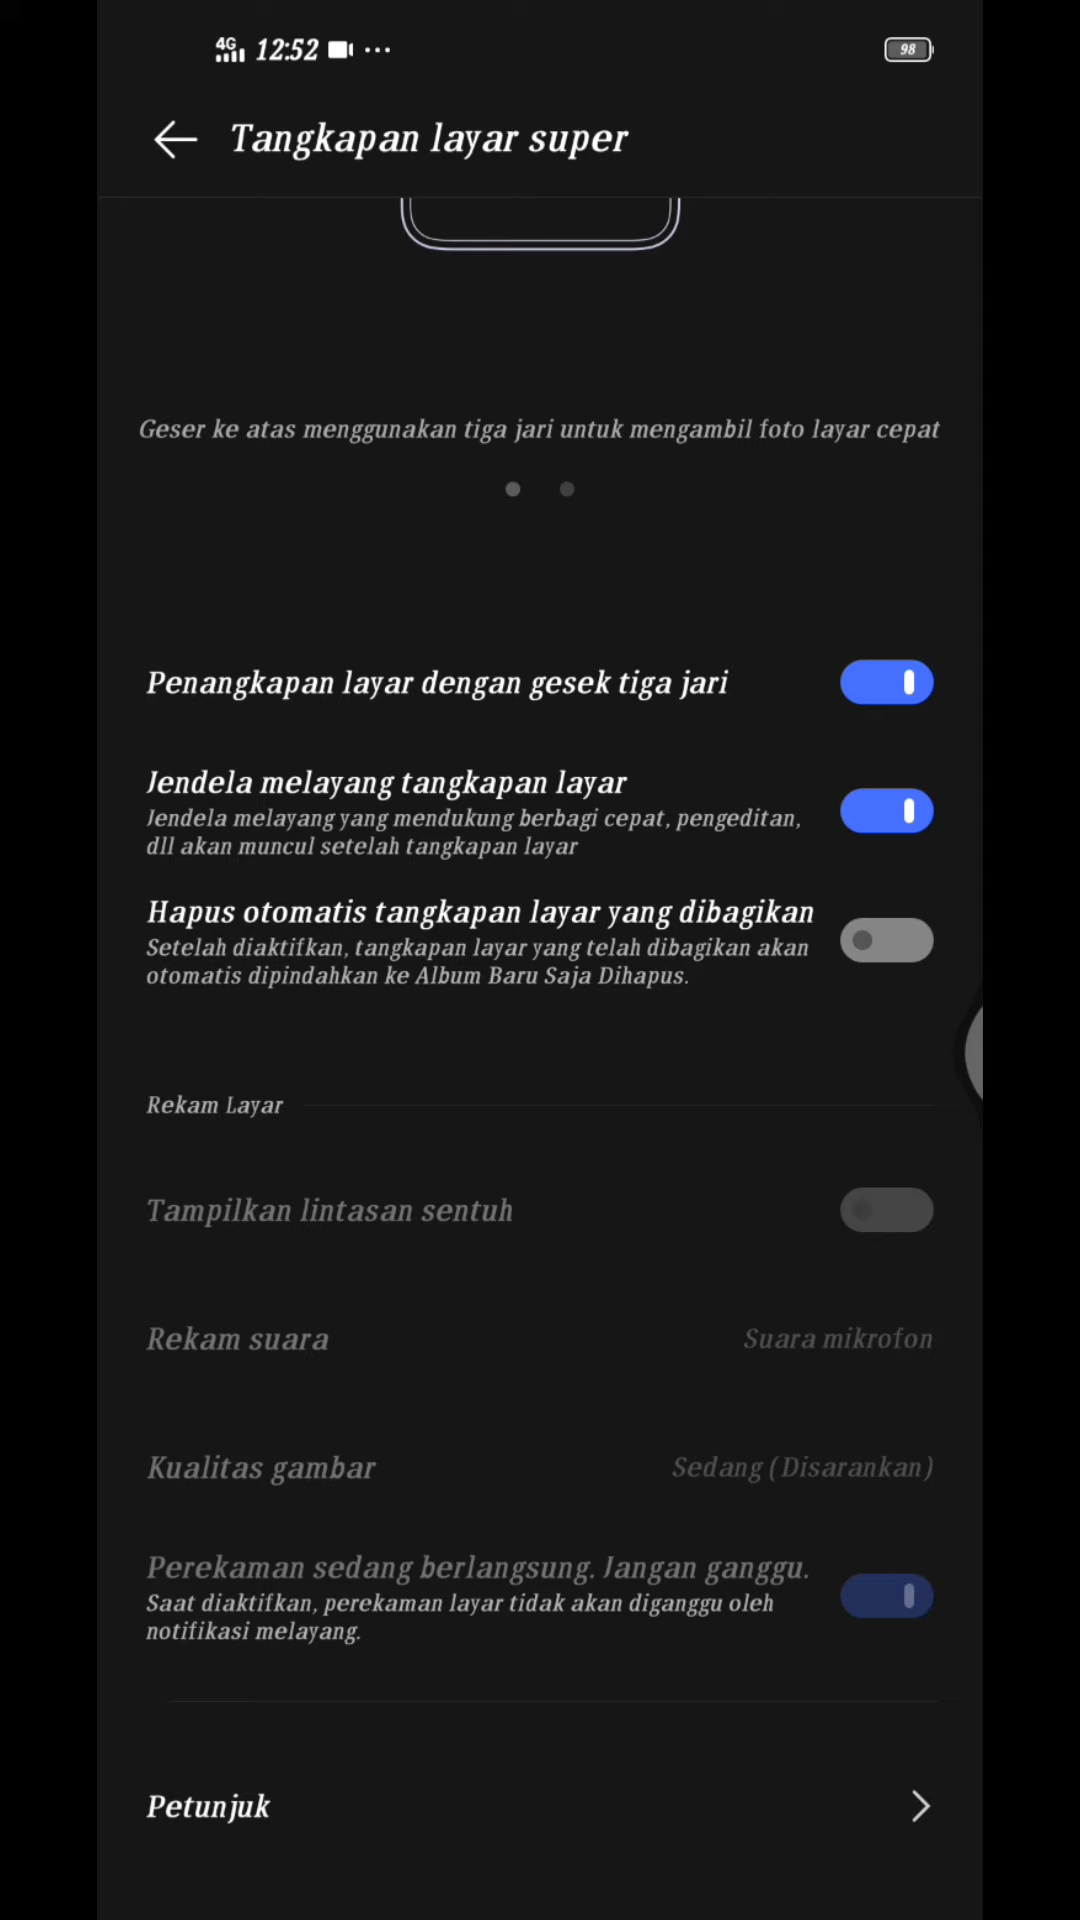 4G 12:52 ... 98
Tangkapan layar super
Geser ke atas menggunakan tiga jari untuk mengambil foto layar cepat
Penangkapan layar dengan gesek tiga jari
Jendela melayang tangkapan layar
Jendela melayang yang mendukung berbagi cepat, pengeditan,
dll akan muncul setelah tangkapan layar
Hapus otomatis tangkapan layar yang dibagikan
Setelah diaktifkan, tangkapan layar yang telah dibagikan akan
otomatis dipindahkan ke Album Baru Saja Dihapus.
Rekam Layar
Tampilkan lintasan sentuh
Rekam suara Suara mikrofon
Kualitas gambar Sedang (Disarankan)
Perekaman sedang berlangsung. Jangan ganggu.
Saat diaktifkan, perekaman layar tidak akan diganggu oleh
notifikasi melayang.
Petunjuk